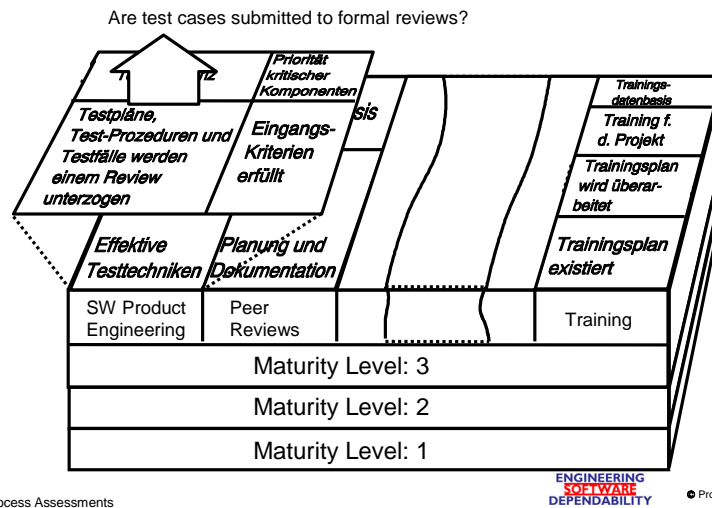 Are test cases submitted to formal reviews?
Priorität
kritischer
Komponenten
Testpläne,
Test-Prozeduren und
Testfälle werden
einem Review
unterzogen
Eingangs-
Kriterien
erfüllt
Trainings-
datenbasis
Training f.
d. Projekt
Trainingsplan
wird überar-
beitet
Trainingsplan
existiert
Effektive
Testtechniken
Planung und
Dokumentation
SW Product
Engineering
Peer
Reviews
Training
Maturity Level: 3
Maturity Level: 2
Maturity Level: 1
ENGINEERING
SOFTWARE
DEPENDABILITY
Assessments
©